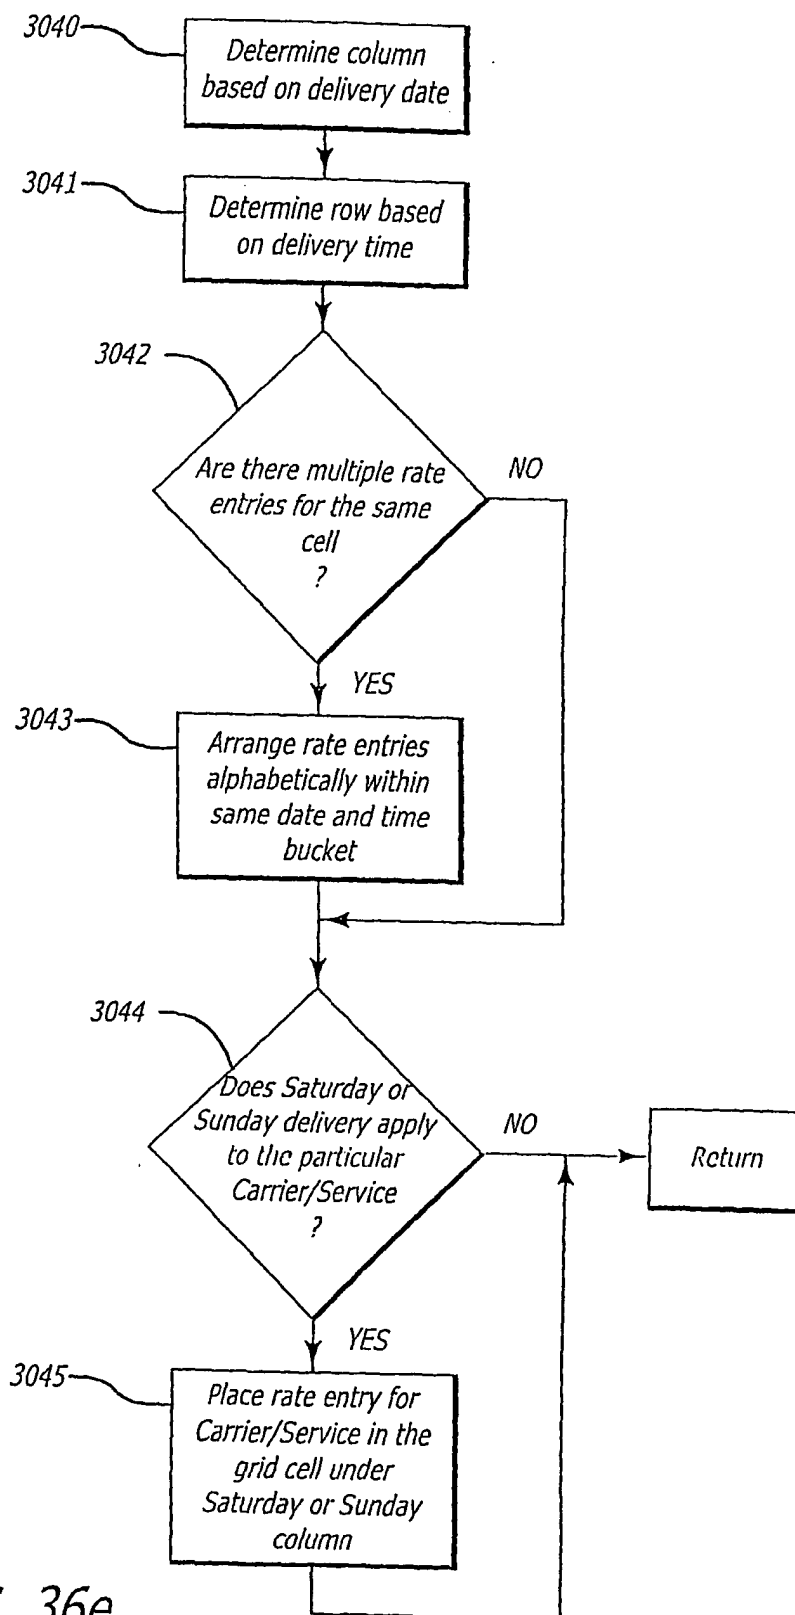 3040
Determine column
based on delivery date
3041
Determine row based
on delivery time
3042
Are there multiple rate
entries for the same
cell
?
NO
YES
3043
Arrange rate entries
alphabetically within
same date and time
bucket
3044
Does Saturday or
Sunday delivery apply
to the particular
Carrier/Service
?
NO
Return
YES
3045
Place rate entry for
Carrier/Service in the
grid cell under
Saturday or Sunday
column
36e